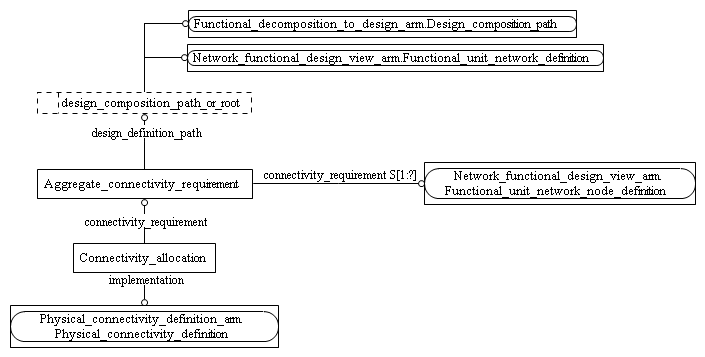 Functional_decomposition_to_design_arm.Design_composition_path
Network_functional_design_view_arm.Functional_unit_network_definition
design_composition_path_or_root
design_definition_path
Aggregate_connectivity_requirement
connectivity_requirement S[1:?]
Network_functional_design_view_arm.
Functional_unit_network_node_definition
connectivity_requirement
Connectivity_allocation
implementation
Physical_connectivity_definition_arm.
Physical_connectivity_definition